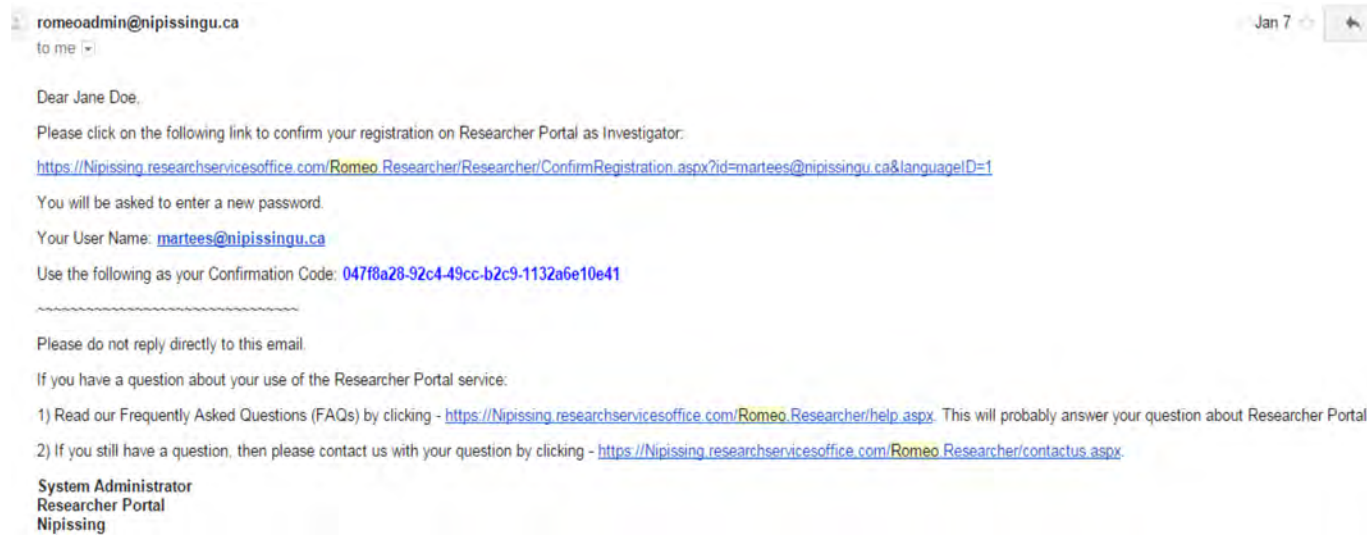 romeoadmin@nipissingu.ca
Jan 7
to me
Dear Jane Doe,
Please click on the following link to confirm your registration on Researcher Portal as Investigator:
https://Nipissing.researchservicesoffice.com/Romeo.Researcher/Researcher/ConfirmRegistration.aspx?id=martees@nipissingu.ca&languageID=1
You will be asked to enter a new password.
Your User Name: martees@nipissingu.ca
Use the following as your Confirmation Code: 047f8a28-92c4-49cc-b2c9-1132a6e10e41
~~~~~~~~~~~~~~~~~~~~~~~~~~~~~~~~~
Please do not reply directly to this email.
If you have a question about your use of the Researcher Portal service:
1) Read our Frequently Asked Questions (FAQs) by clicking - https://Nipissing.researchservicesoffice.com/Romeo.Researcher/help.aspx. This will probably answer your question about Researcher Portal
2) If you still have a question, then please contact us with your question by clicking - https://Nipissing.researchservicesoffice.com/Romeo.Researcher/contactus.aspx.
System Administrator
Researcher Portal
Nipissing